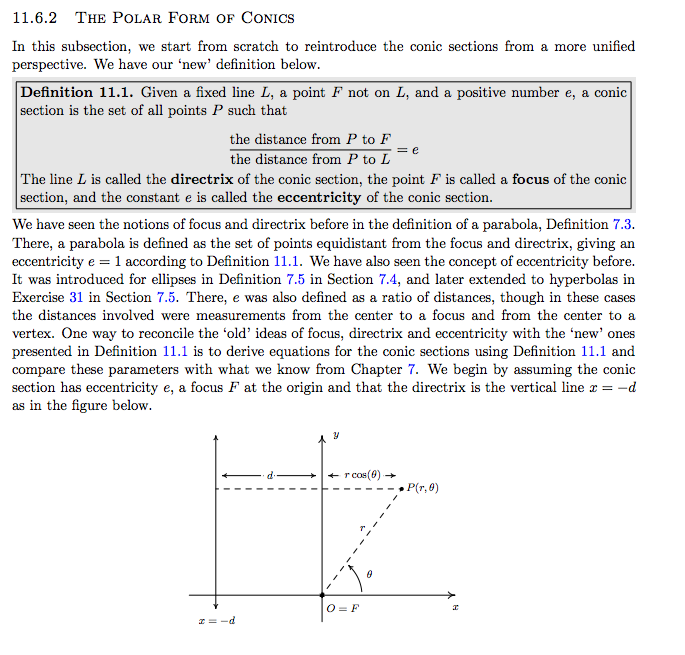 11.6.2 The Polar Form of Conics
In this subsection, we start from scratch to reintroduce the conic sections from a more unified
perspective. We have our ‘new’ definition below.
Definition 11.1. Given a fixed line L, a point F not on L, and a positive number e, a conic
section is the set of all points P such that
the distance from P to F
the distance from P to L
= e
The line L is called the directrix of the conic section, the point F is called a focus of the conic
section, and the constant e is called the eccentricity of the conic section.
We have seen the notions of focus and directrix before in the definition of a parabola, Definition 7.3.
There, a parabola is defined as the set of points equidistant from the focus and directrix, giving an
eccentricity e = 1 according to Definition 11.1. We have also seen the concept of eccentricity before.
It was introduced for ellipses in Definition 7.5 in Section 7.4, and later extended to hyperbolas in
Exercise 31 in Section 7.5. There, e was also defined as a ratio of distances, though in these cases
the distances involved were measurements from the center to a focus and from the center to a
vertex. One way to reconcile the ‘old’ ideas of focus, directrix and eccentricity with the ‘new’ ones
presented in Definition 11.1 is to derive equations for the conic sections using Definition 11.1 and
compare these parameters with what we know from Chapter 7. We begin by assuming the conic
section has eccentricity e, a focus F at the origin and that the directrix is the vertical line x = −d
as in the figure below.
y
d
r cos(θ)
P(r, θ)
r
θ
O = F
x
x = −d